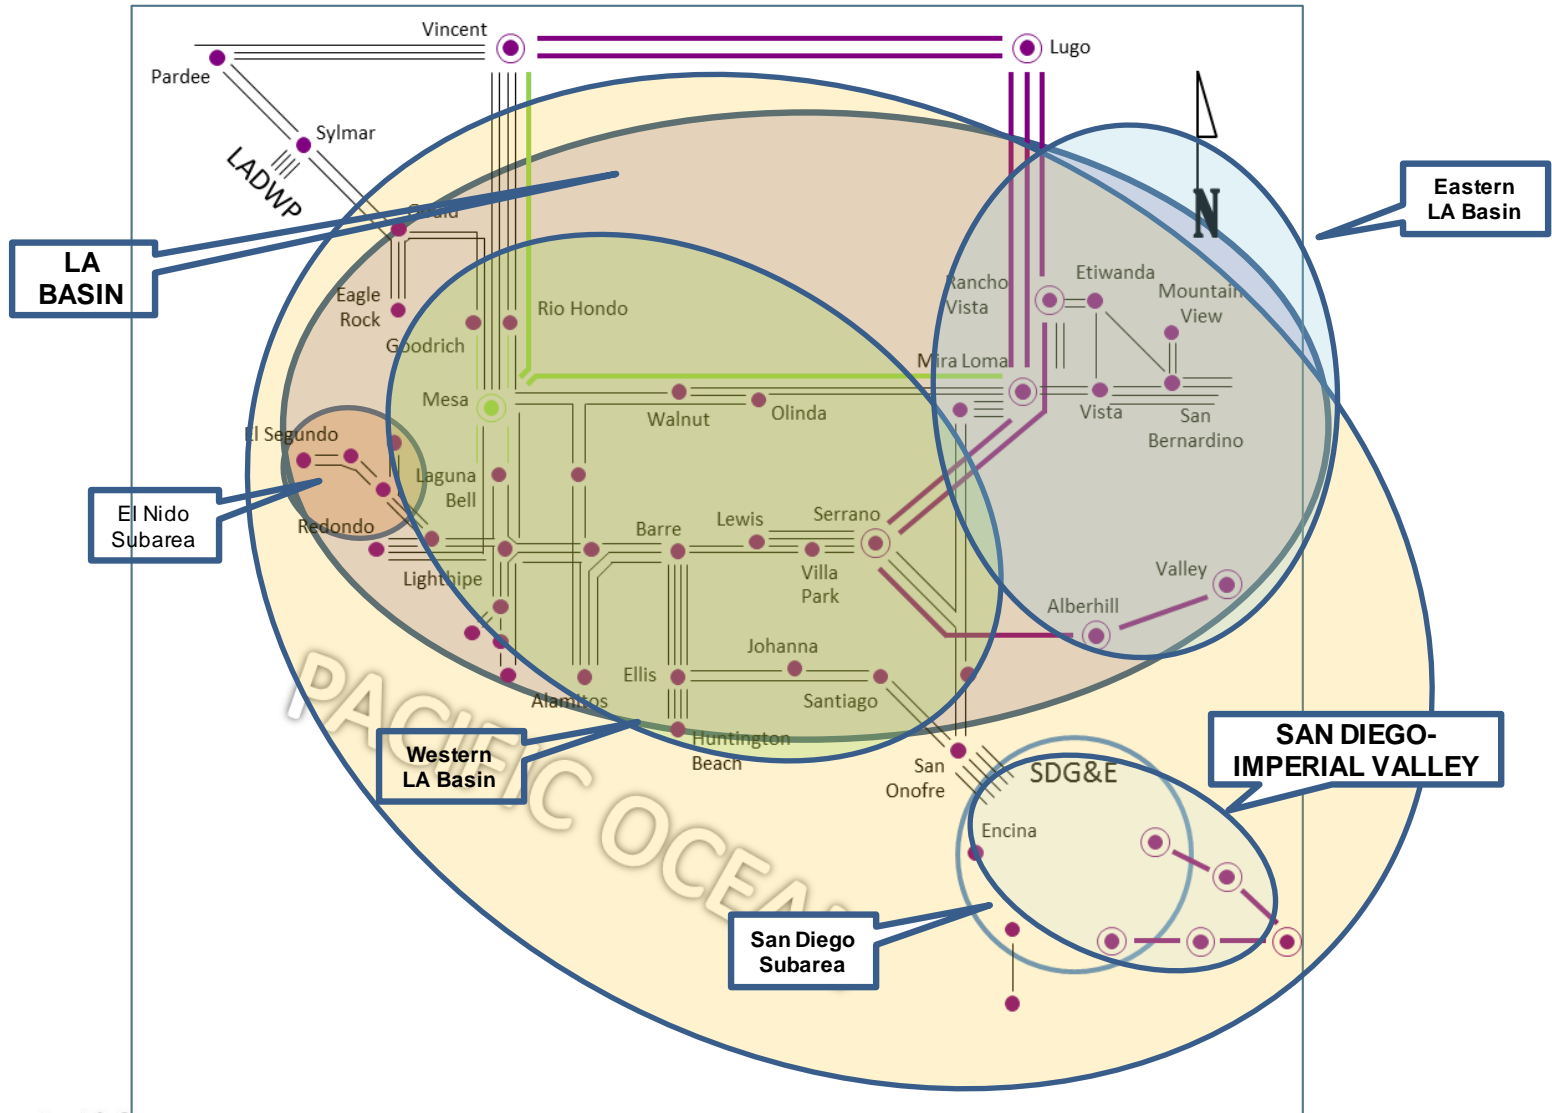 Vincent
Lugo
Pardee
Sylmar
LADWP
Gould
Eastern
LA Basin
N
LA
BASIN
Eagle
Rock
Goodrich
Rio Hondo
Rancho
Vista
Etiwanda
Mountain
View
Mira Loma
Mesa
Walnut
Olinda
Vista
San
Bernardino
El Segundo
Laguna
Bell
El Nido
Subarea
Redondo
Lighthipe
Barre
Lewis
Serrano
Villa
Park
Valley
Alberhill
Johanna
Ellis
Santiago
Alamitos
Huntington
Beach
PACIFIC OCEAN
Western
LA Basin
San
Onofre
SDG&E
SAN DIEGO-
IMPERIAL VALLEY
Encina
San Diego
Subarea